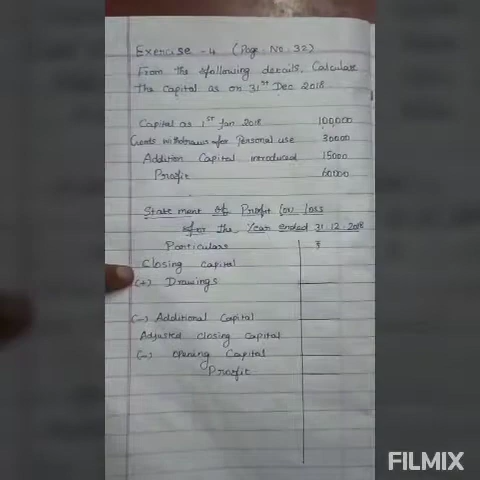 Exercise -4 (Page No. 32)
From the following details, Calculate
the capital as on 31st Dec 2018
Capital as 1st Jan 2018 1,00,000
Goods withdrawn for Personal use 30000
Addition Capital introduced 15000
Profit 60000
Statement of Profit (or) loss
for the Year ended 31.12.2018
Particulars ₹
Closing Capital
(+) Drawings
(-) Additional Capital
Adjusted closing Capital
(-) opening Capital
Profit
FILMIX